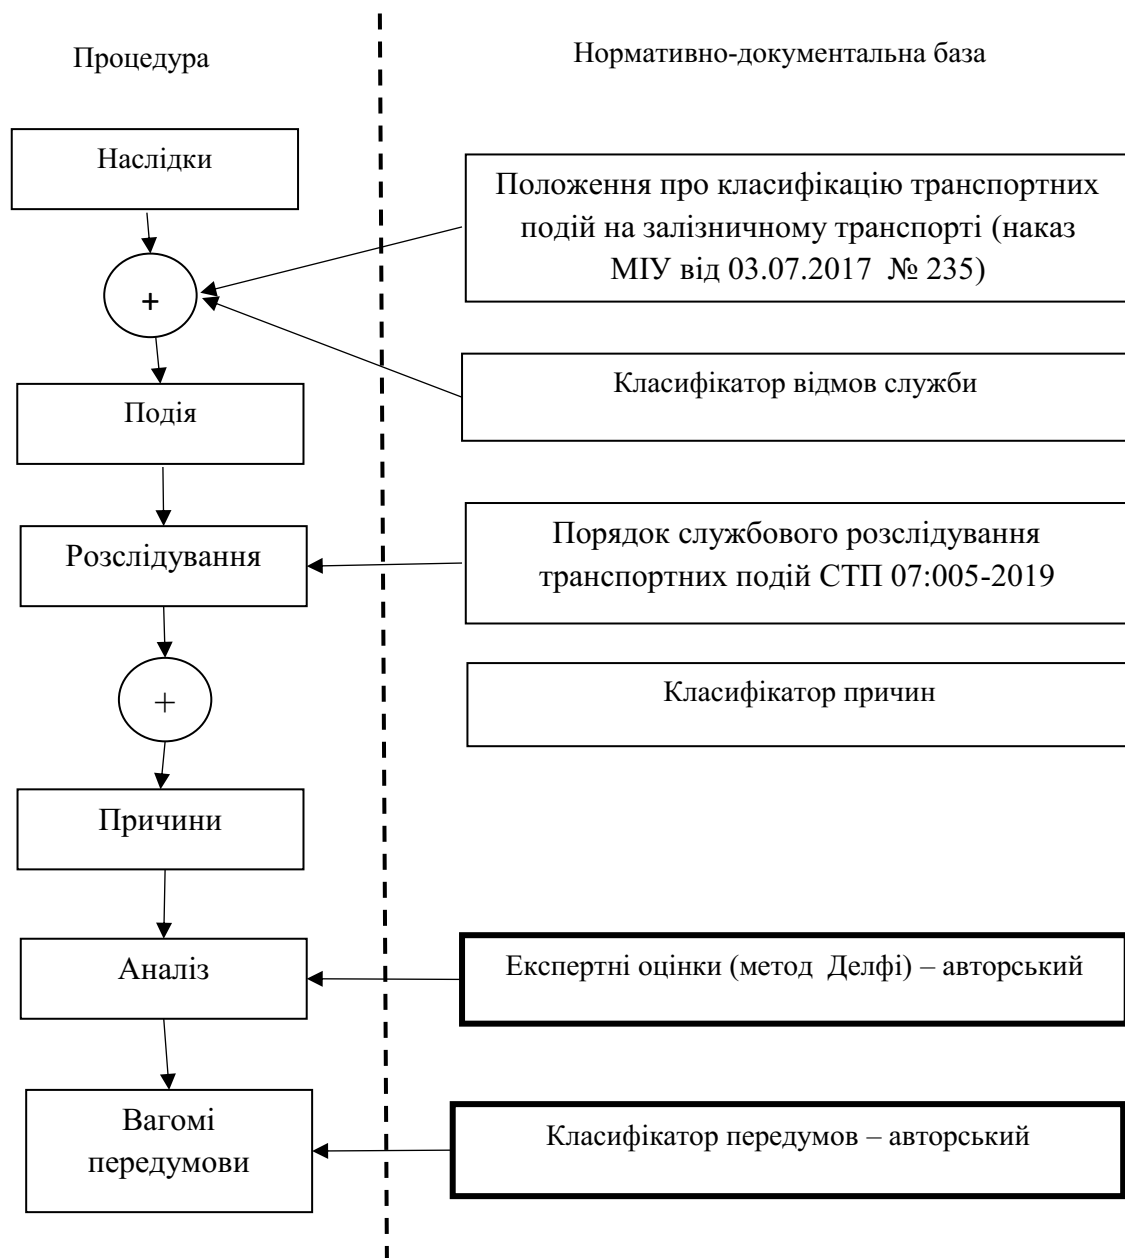 Процедура
Нормативно-документальна база
Наслідки
Положення про класифікацію транспортних
подій на залізничному транспорті (наказ
МІУ від 03.07.2017 № 235)
+
Класифікатор відмов служби
Подія
Розслідування
Порядок службового розслідування
транспортних подій СТП 07:005-2019
+
Класифікатор причин
Причини
Аналіз
Експертні оцінки (метод Делфі) – авторський
Вагомі
передумови
Класифікатор передумов – авторський